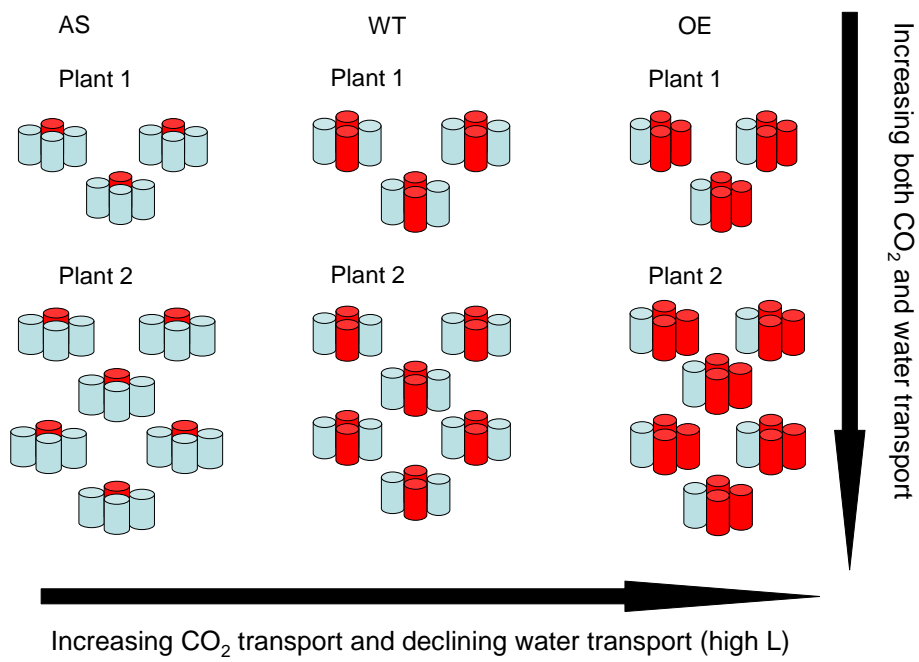 AS WT OE
Plant 1 Plant 1 Plant 1
Plant 2 Plant 2 Plant 2
Increasing both CO₂ and water transport
Increasing CO₂ transport and declining water transport (high L)